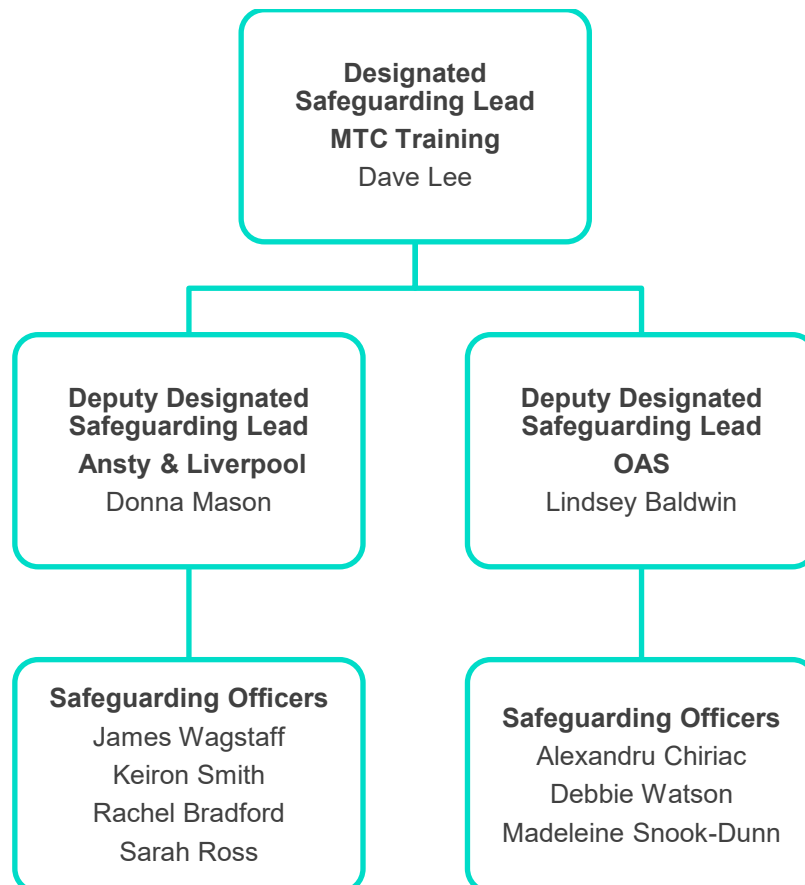 Designated
Safeguarding Lead
MTC Training
Dave Lee
Deputy Designated
Safeguarding Lead
Ansty & Liverpool
Donna Mason
Deputy Designated
Safeguarding Lead
OAS
Lindsey Baldwin
Safeguarding Officers
James Wagstaff
Keiron Smith
Rachel Bradford
Sarah Ross
Safeguarding Officers
Alexandru Chiriac
Debbie Watson
Madeleine Snook-Dunn